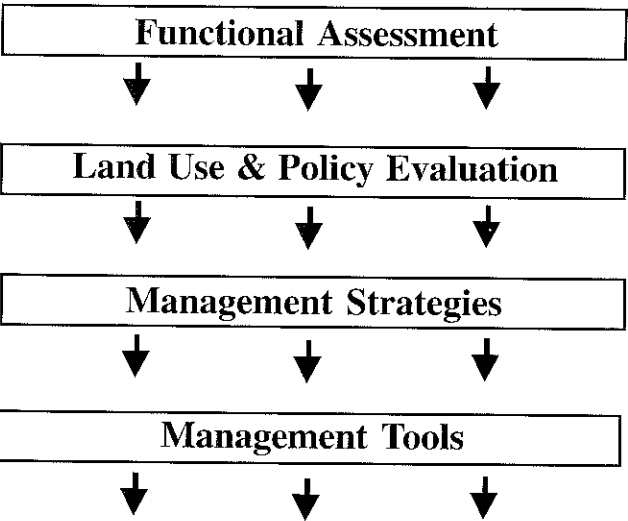 Functional Assessment
Land Use & Policy Evaluation
Management Strategies
Management Tools